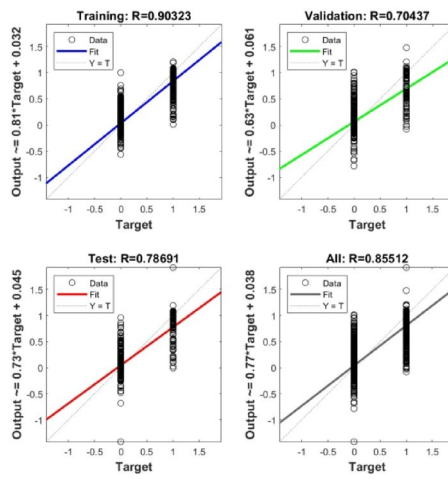 Training: R=0.90323
Output ~= 0.81*Target + 0.032
1.5
1
0.5
0
-0.5
-1
Data
Fit
Y = T
-1 -0.5 0 0.5 1 1.5
Target
Validation: R=0.70437
Output ~= 0.63*Target + 0.061
1.5
1
0.5
0
-0.5
-1
Data
Fit
Y = T
-1 -0.5 0 0.5 1 1.5
Target
Test: R=0.78691
Output ~= 0.73*Target + 0.045
1.5
1
0.5
0
-0.5
-1
Data
Fit
Y = T
-1 -0.5 0 0.5 1 1.5
Target
All: R=0.85512
Output ~= 0.77*Target + 0.038
1.5
1
0.5
0
-0.5
-1
Data
Fit
Y = T
-1 -0.5 0 0.5 1 1.5
Target